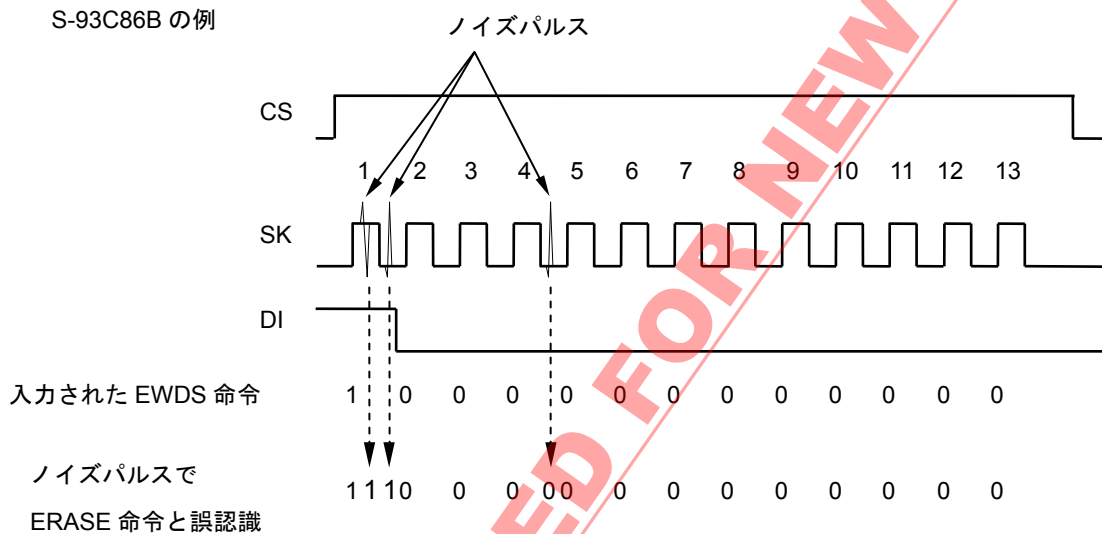 S-93C86B の例
ノイズパルス
CS
1 2 3 4 5 6 7 8 9 10 11 12 13
SK
DI
入力された EWDS 命令 1 0 0 0 0 0 0 0 0 0 0 0 0
ノイズパルスで
ERASE 命令と誤認識
1 1 1 0 0 0 0 0 0 0 0 0 0 0 0 0
ED FOR NEW